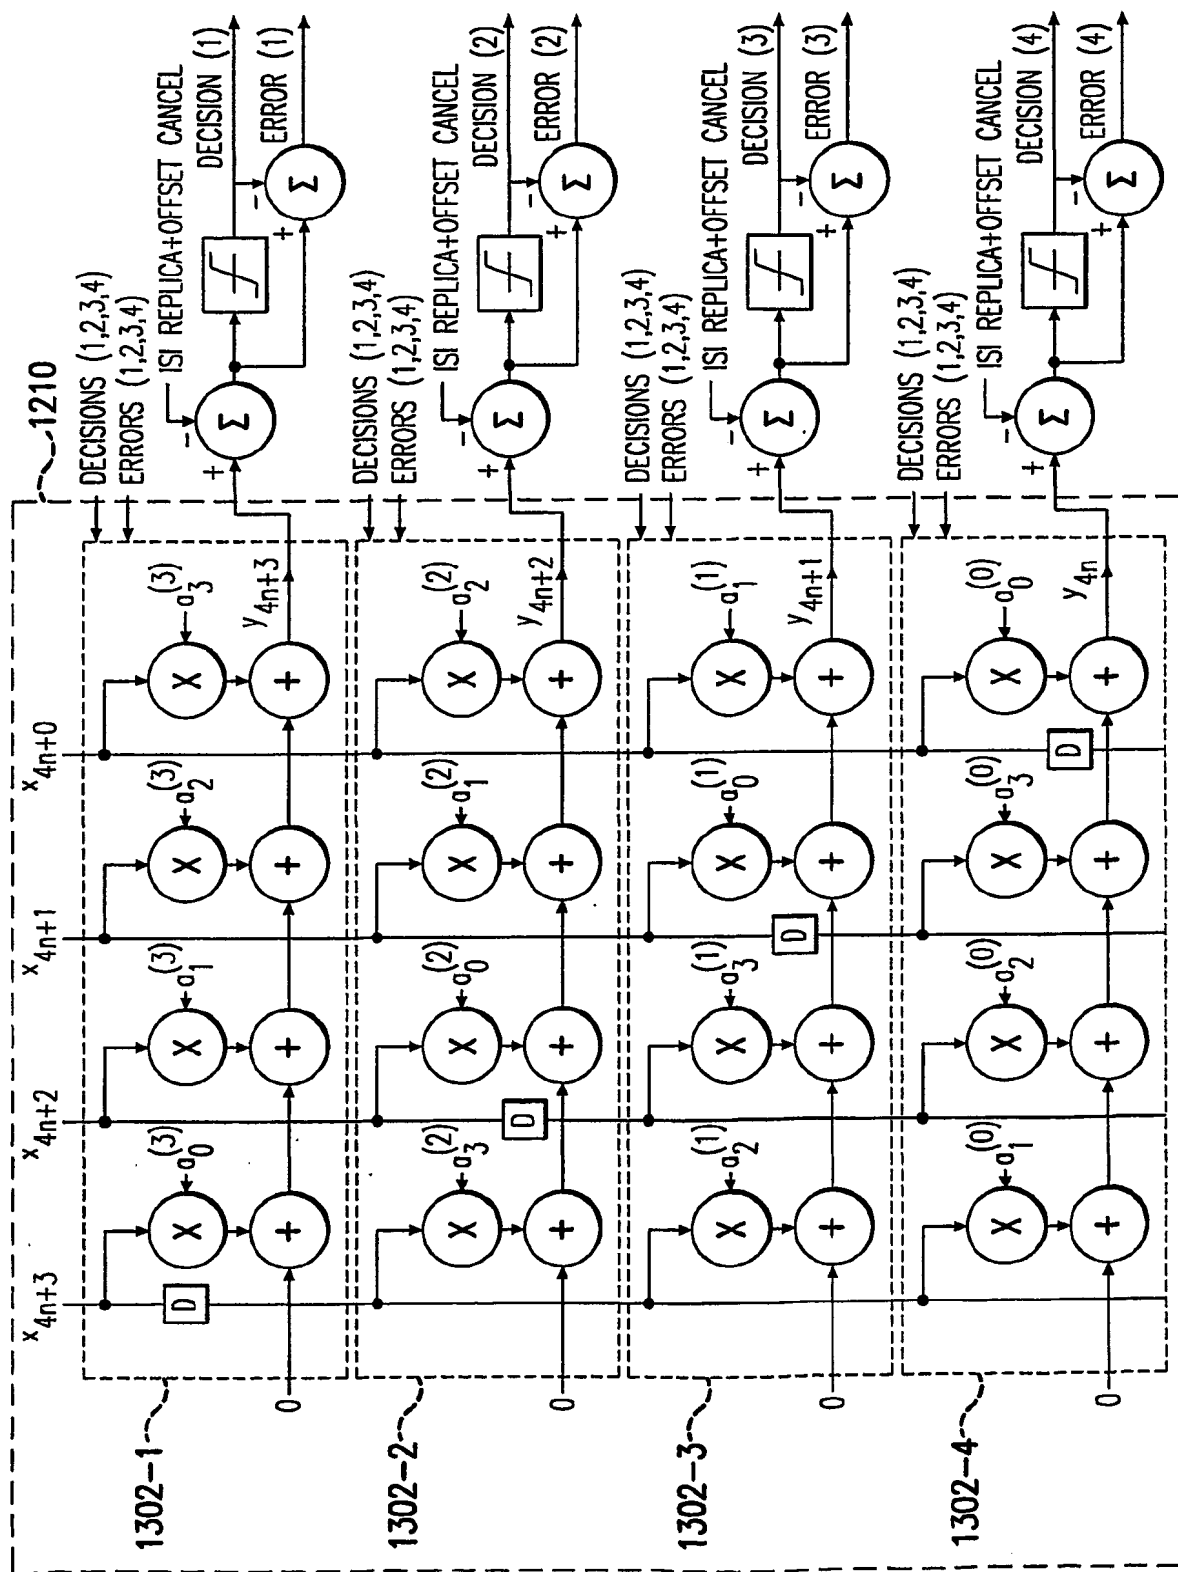 1210
x4n+3
x4n+2
x4n+1
x4n+0
DECISIONS (1,2,3,4)
ERRORS (1,2,3,4)
ISI REPLICA+OFFSET CANCEL
DECISION (1)
ERROR (1)
1302-1
D
a0(3)
a1(3)
a2(3)
a3(3)
X X X X
+ + + +
0
y4n+3
+ - Σ
+ - Σ
DECISIONS (1,2,3,4)
ERRORS (1,2,3,4)
ISI REPLICA+OFFSET CANCEL
DECISION (2)
ERROR (2)
1302-2
D
a3(2)
a0(2)
a1(2)
a2(2)
X X X X
+ + + +
0
y4n+2
+ - Σ
+ - Σ
DECISIONS (1,2,3,4)
ERRORS (1,2,3,4)
ISI REPLICA+OFFSET CANCEL
DECISION (3)
ERROR (3)
1302-3
D
a2(1)
a3(1)
a0(1)
a1(1)
X X X X
+ + + +
0
y4n+1
+ - Σ
+ - Σ
DECISIONS (1,2,3,4)
ERRORS (1,2,3,4)
ISI REPLICA+OFFSET CANCEL
DECISION (4)
ERROR (4)
1302-4
D
a1(0)
a2(0)
a3(0)
a0(0)
X X X X
+ + + +
0
y4n
+ - Σ
+ - Σ